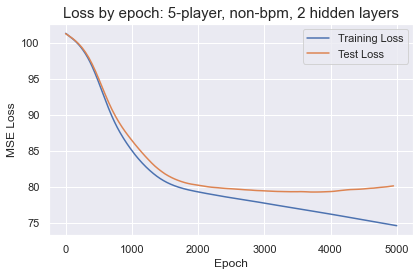 Loss by epoch: 5-player, non-bpm, 2 hidden layers
Training Loss
Test Loss
MSE Loss
100
95
90
85
80
75
0
1000
2000
3000
4000
5000
Epoch